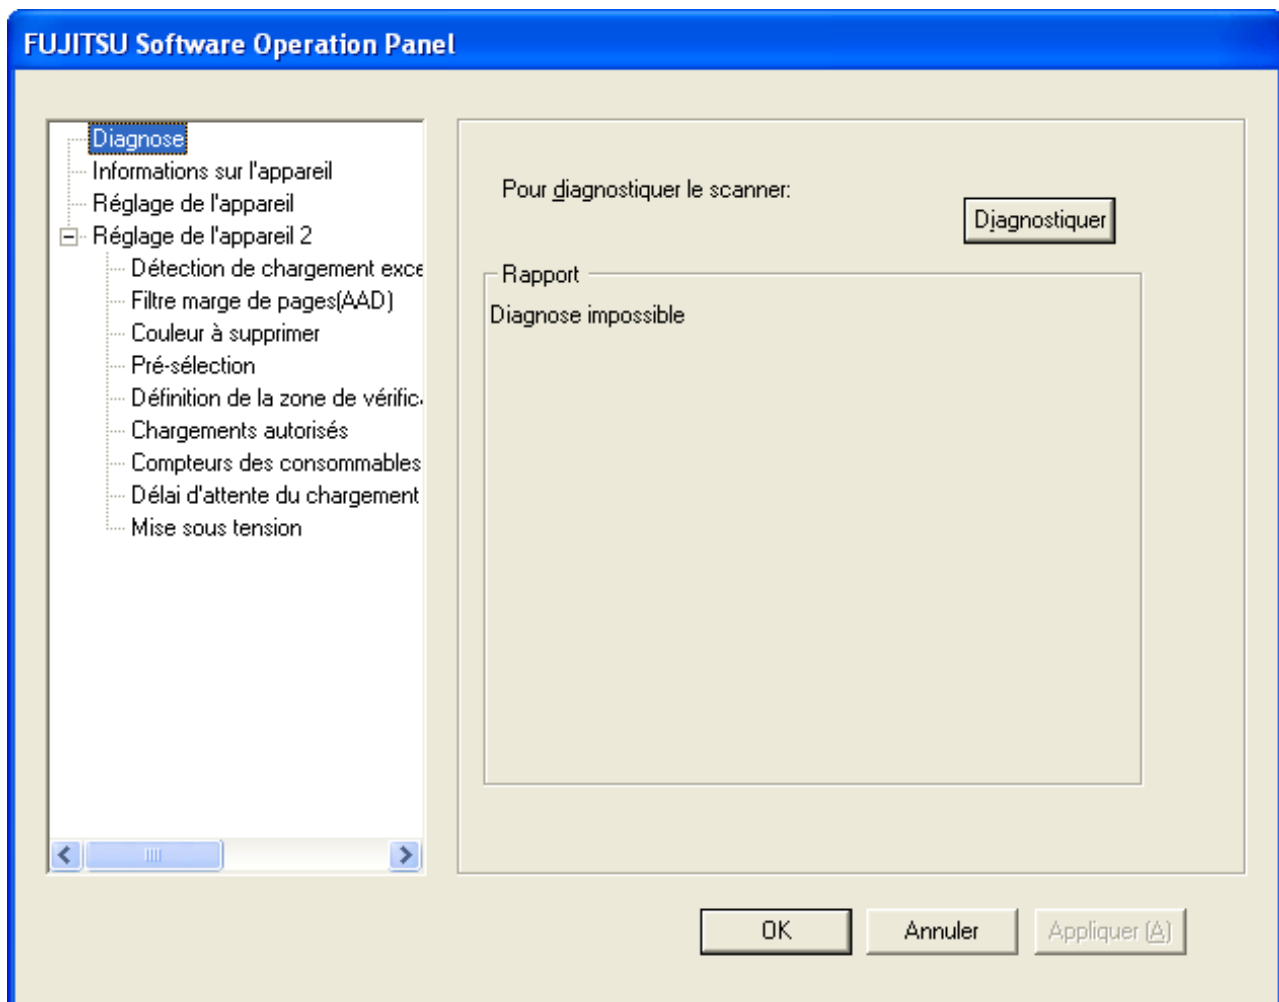 FUJITSU Software Operation Panel
Diagnose
Informations sur l'appareil
Réglage de l'appareil
Réglage de l'appareil 2
Détection de chargement exce
Filtre marge de pages(AAD)
Couleur à supprimer
Pré-sélection
Définition de la zone de vérific
Chargements autorisés
Compteurs des consommables
Délai d'attente du chargement
Mise sous tension
Pour diagnostiquer le scanner:
Diagnostiquer
Rapport
Diagnose impossible
OK
Annuler
Appliquer (A)